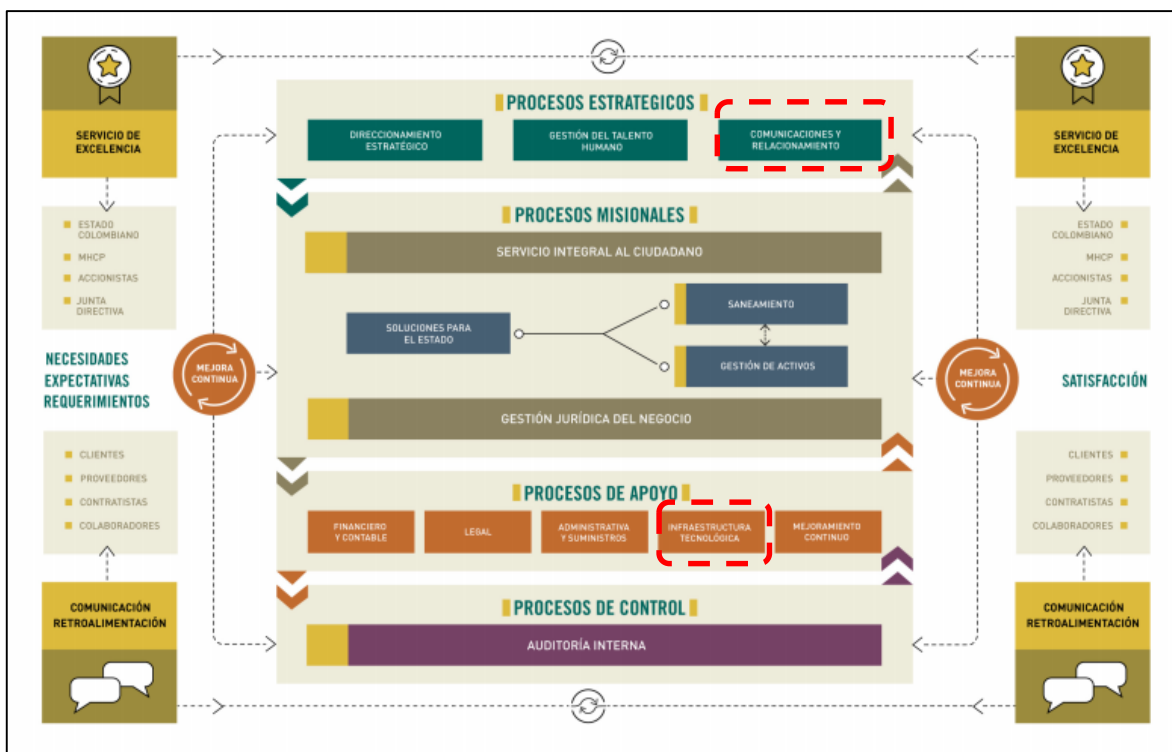 SERVICIO DE
EXCELENCIA
ESTADO
COLOMBIANO
MHCP
ACCIONISTAS
JUNTA
DIRECTIVA
NECESIDADES
EXPECTATIVAS
REQUERIMIENTOS
MEJORA
CONTINUA
CLIENTES
PROVEEDORES
CONTRATISTAS
COLABORADORES
COMUNICACIÓN
RETROALIMENTACIÓN
PROCESOS ESTRATEGICOS
DIRECCIONAMIENTO
ESTRATÉGICO
GESTIÓN DEL TALENTO
HUMANO
COMUNICACIONES Y
RELACIONAMIENTO
PROCESOS MISIONALES
SERVICIO INTEGRAL AL CIUDADANO
SOLUCIONES PARA
EL ESTADO
SANEAMIENTO
GESTIÓN DE ACTIVOS
GESTIÓN JURÍDICA DEL NEGOCIO
PROCESOS DE APOYO
FINANCIERO
Y CONTABLE
LEGAL
ADMINISTRATIVA
Y SUMINISTROS
INFRAESTRUCTURA
TECNOLÓGICA
MEJORAMIENTO
CONTINUO
PROCESOS DE CONTROL
AUDITORÍA INTERNA
SERVICIO DE
EXCELENCIA
ESTADO
COLOMBIANO
MHCP
ACCIONISTAS
JUNTA
DIRECTIVA
MEJORA
CONTINUA
SATISFACCIÓN
CLIENTES
PROVEEDORES
CONTRATISTAS
COLABORADORES
COMUNICACIÓN
RETROALIMENTACIÓN